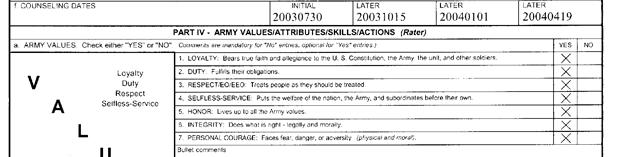 f. COUNSELING DATES INITIAL LATER LATER LATER
20030730 20031015 20040101 20040419
PART IV - ARMY VALUES/ATTRIBUTES/SKILLS/ACTIONS (Rater)
a. ARMY VALUES. Check either "YES" or "NO". Comments are mandatory for "No" entries, optional for "Yes" entries.) YES NO
V
A
L
U
Loyalty
Duty
Respect
Selfless-Service
1. LOYALTY: Bears true faith and allegiance to the U. S. Constitution, the Army, the unit, and other soldiers. X
2. DUTY: Fulfills their obligations. X
3. RESPECT/EO/EEO: Treats people as they should be treated. X
4. SELFLESS-SERVICE: Puts the welfare of the nation, the Army, and subordinates before their own. X
5. HONOR: Lives up to all the Army values. X
6. INTEGRITY: Does what is right - legally and morally. X
7. PERSONAL COURAGE: Faces fear, danger, or adversity (physical and moral). X
Bullet comments